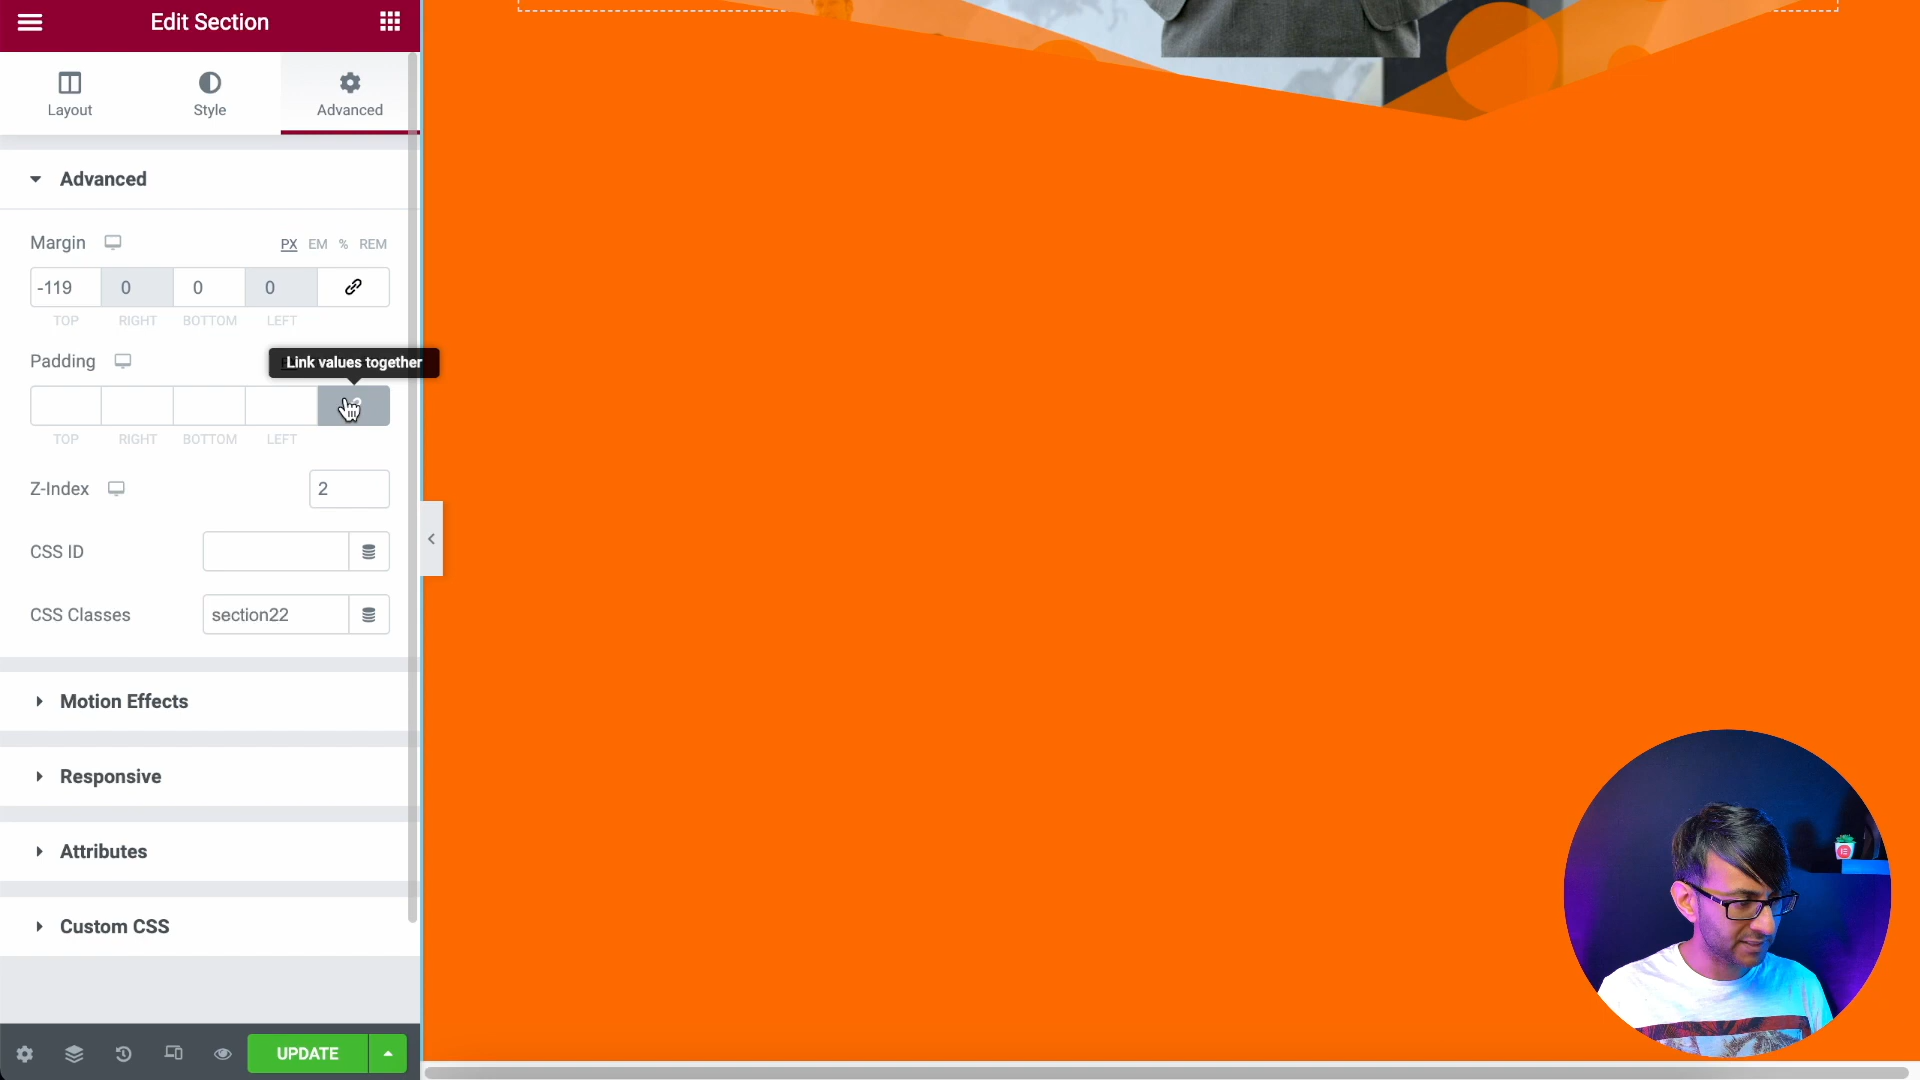 Edit Section
Layout
Style
Advanced
Advanced
Margin
PX EM % REM
-119 0 0 0
TOP RIGHT BOTTOM LEFT
Padding
Link values together
TOP RIGHT BOTTOM LEFT
Z-Index
2
CSS ID
CSS Classes
section22
Motion Effects
Responsive
Attributes
Custom CSS
UPDATE